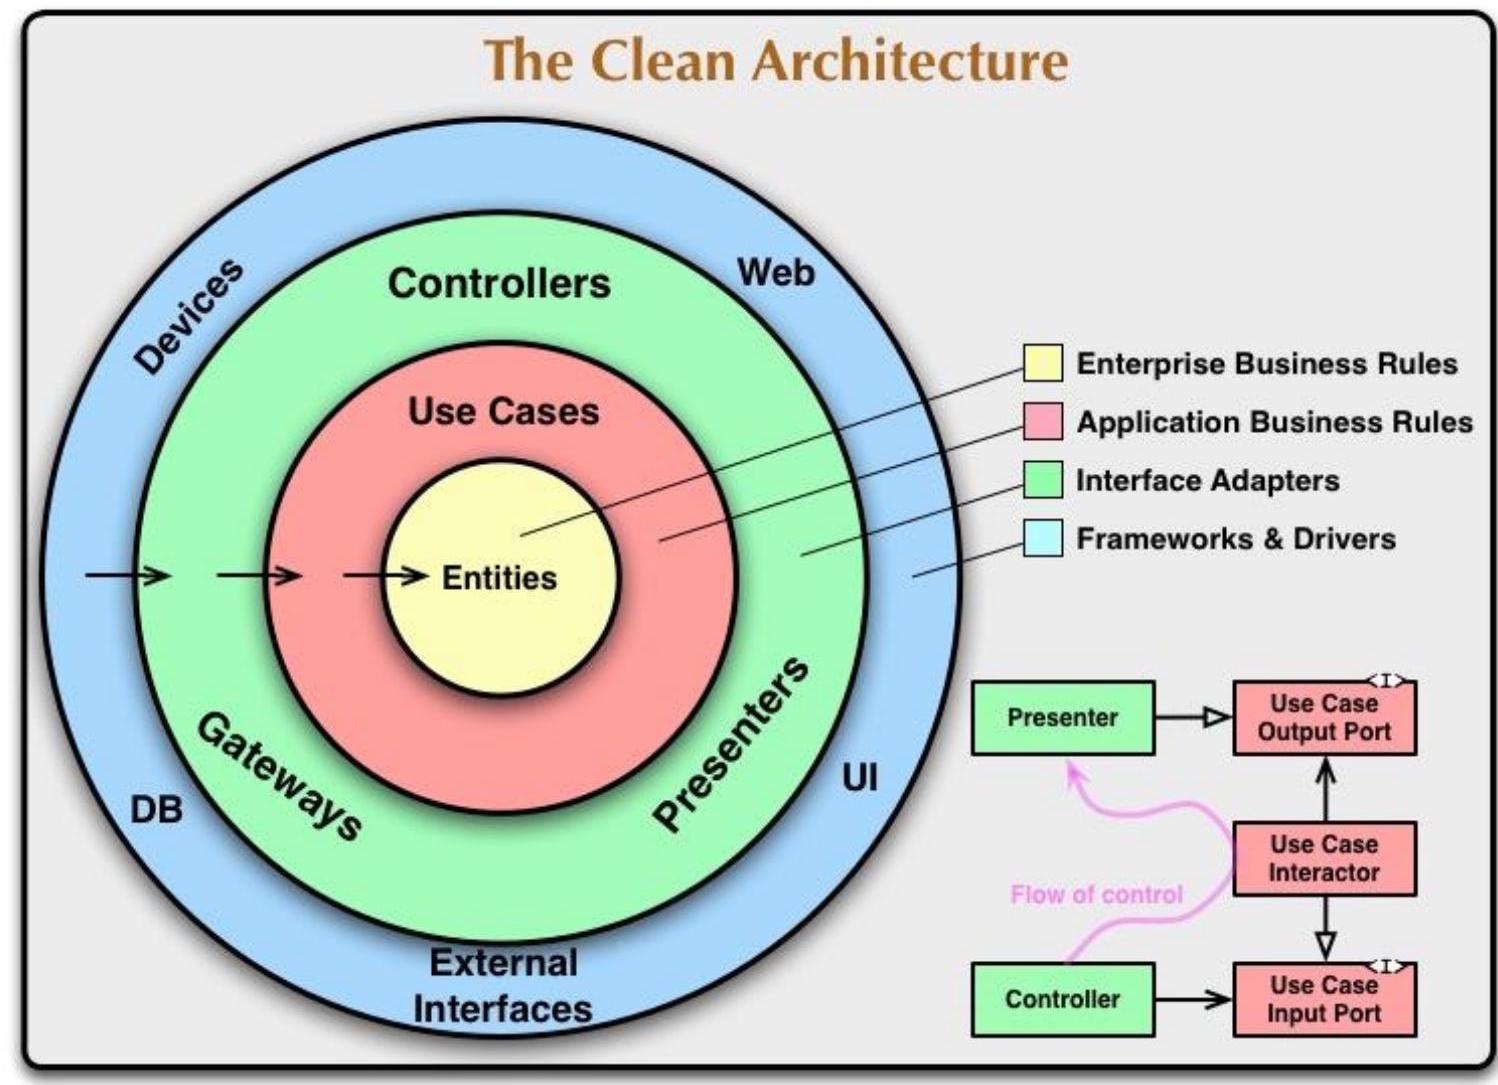 The Clean Architecture
Devices
Web
Controllers
Use Cases
Entities
Gateways
Presenters
DB
UI
External
Interfaces
Enterprise Business Rules
Application Business Rules
Interface Adapters
Frameworks & Drivers
Presenter
<I>
Use Case
Output Port
Use Case
Interactor
Flow of control
Controller
<I>
Use Case
Input Port